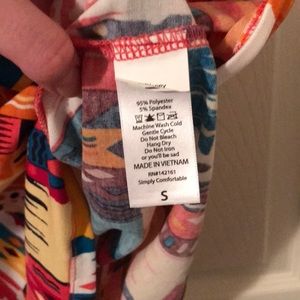 95% Polyester
5% Spandex
Machine Wash Cold
Gentle Cycle
Do Not Bleach
Hang Dry
Do Not Iron
or you'll be sad
MADE IN VIETNAM
RN#142161
Simply Comfortable
S